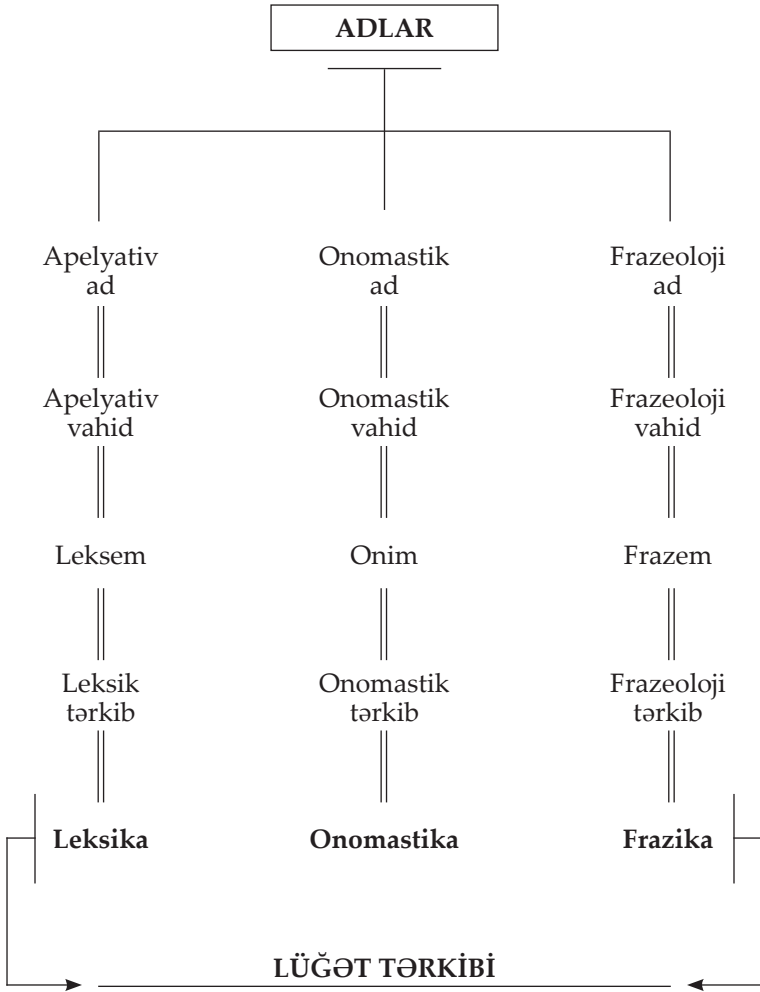 ADLAR
Apelyativ
ad
Onomastik
ad
Frazeoloji
ad
Apelyativ
vahid
Onomastik
vahid
Frazeoloji
vahid
Leksem
Onim
Frazem
Leksik
tərkib
Onomastik
tərkib
Frazeoloji
tərkib
Leksika
Onomastika
Frazika
LÜĞƏT TƏRKİBİ